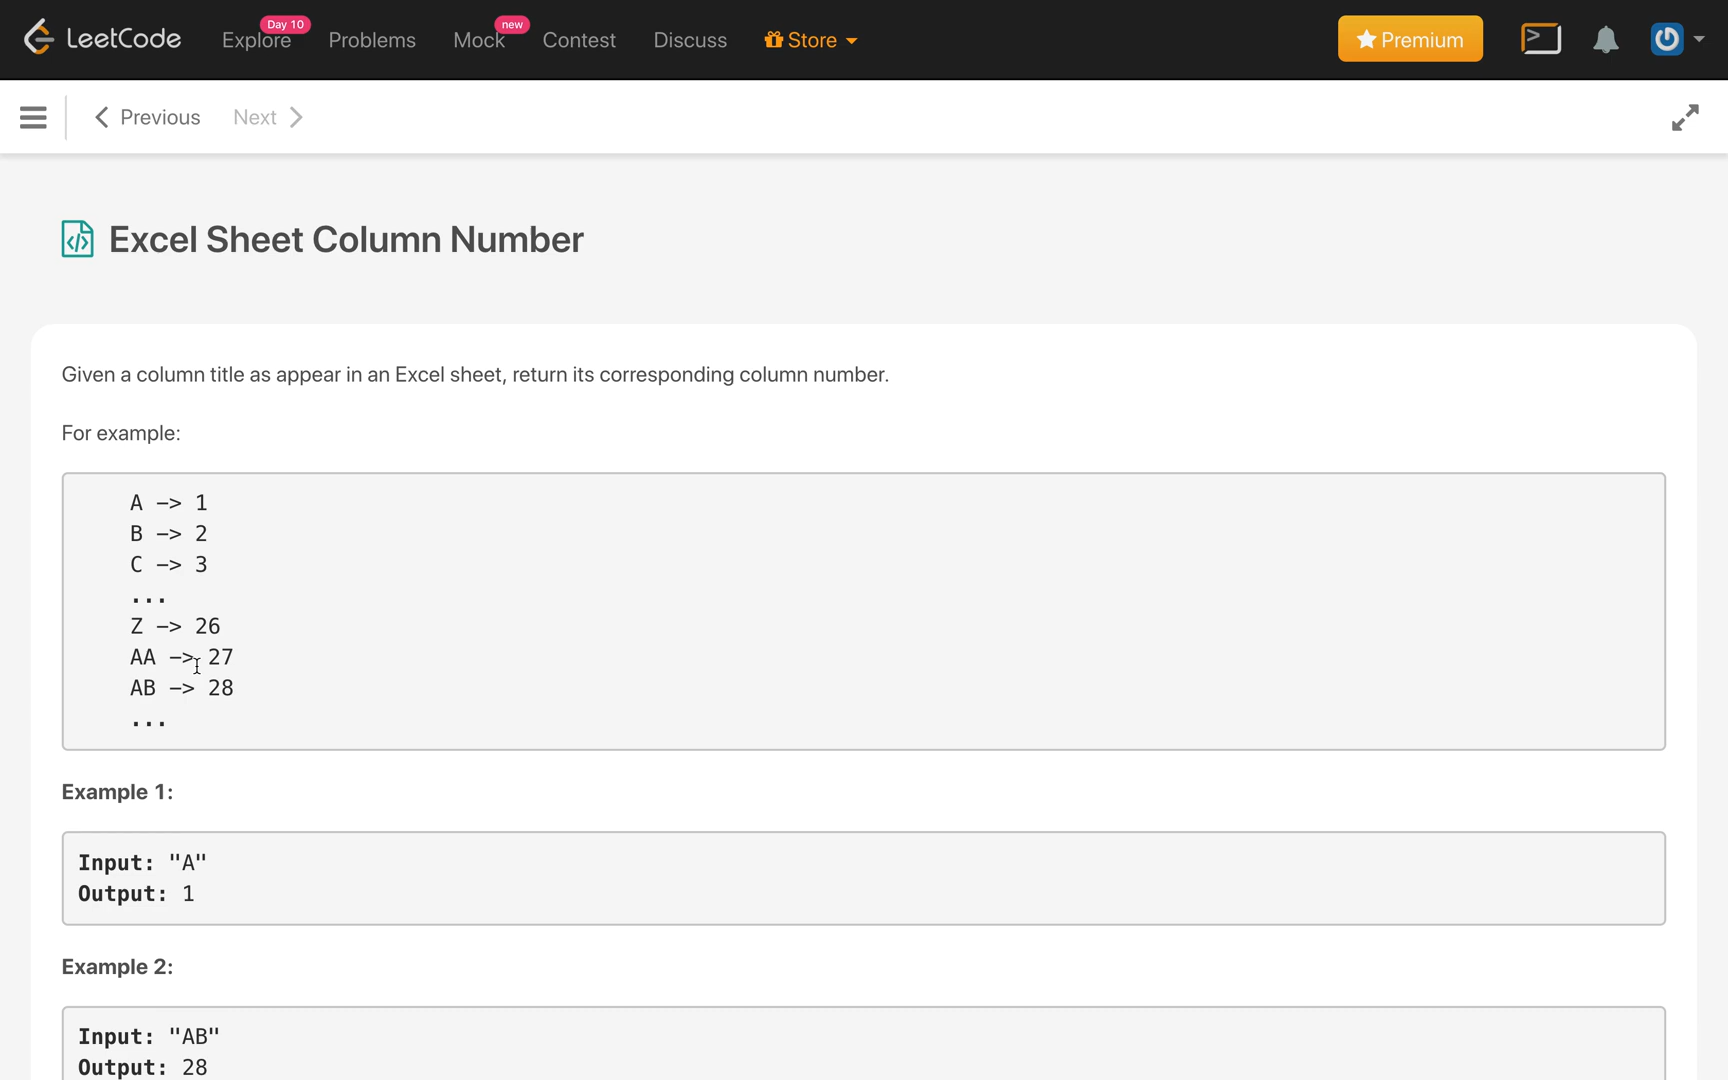 LeetCode
Explore Day 10 Problems Mock new Contest Discuss Store Premium
Previous Next
Excel Sheet Column Number
Given a column title as appear in an Excel sheet, return its corresponding column number.
For example:
A -> 1
B -> 2
C -> 3
...
Z -> 26
AA -> 27
AB -> 28
...
Example 1:
Input: "A"
Output: 1
Example 2:
Input: "AB"
Output: 28